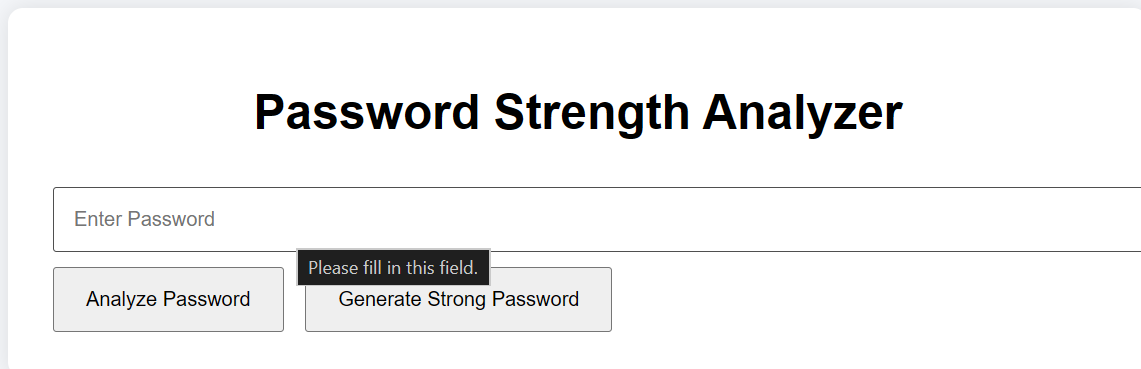 Password Strength Analyzer
Enter Password
Please fill in this field.
Analyze Password
Generate Strong Password